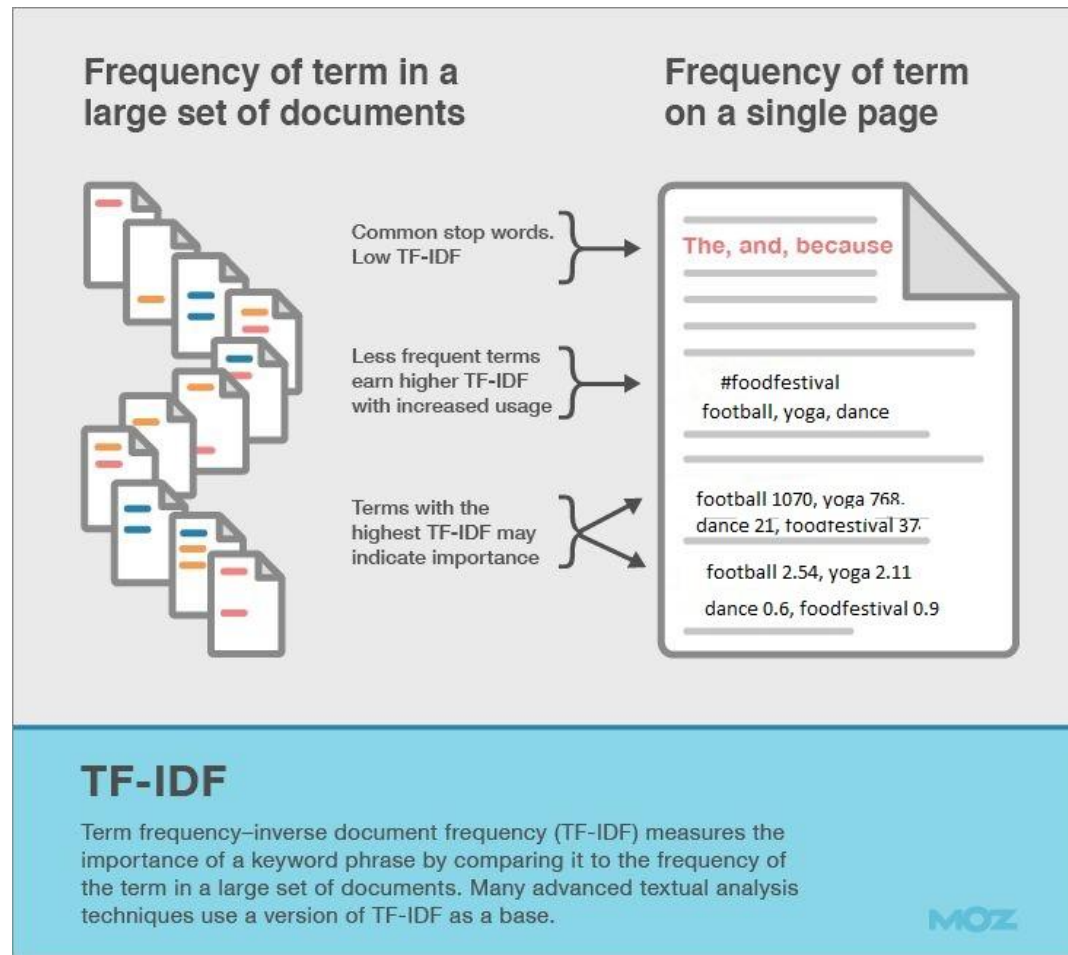 Frequency of term in a
large set of documents
Frequency of term
on a single page
Common stop words.
Low TF-IDF
The, and, because
Less frequent terms
earn higher TF-IDF
with increased usage
#foodfestival
football, yoga, dance
Terms with the
highest TF-IDF may
indicate importance
football 1070, yoga 768.
dance 21, foodfestival 37.
football 2.54, yoga 2.11
dance 0.6, foodfestival 0.9
TF-IDF
Term frequency–inverse document frequency (TF-IDF) measures the
importance of a keyword phrase by comparing it to the frequency of
the term in a large set of documents. Many advanced textual analysis
techniques use a version of TF-IDF as a base.
MOZ